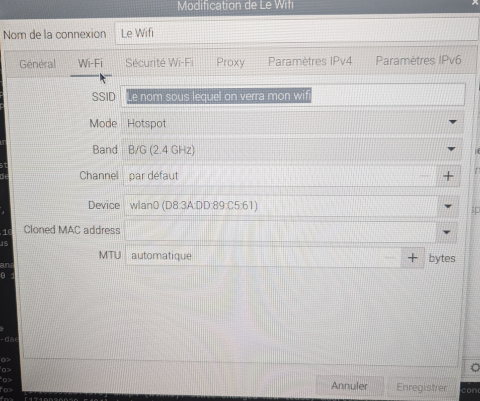 Modification de Le Wifi
Nom de la connexion Le Wifi
Général Wi-Fi Sécurité Wi-Fi Proxy Paramètres IPv4 Paramètres IPv6
SSID Le nom sous lequel on verra mon wifi
Mode Hotspot
Band B/G (2.4 GHz)
Channel par défaut
Device wlan0 (D8:3A:DD:89:C5:61)
Cloned MAC address
MTU automatique bytes
Annuler Enregistrer